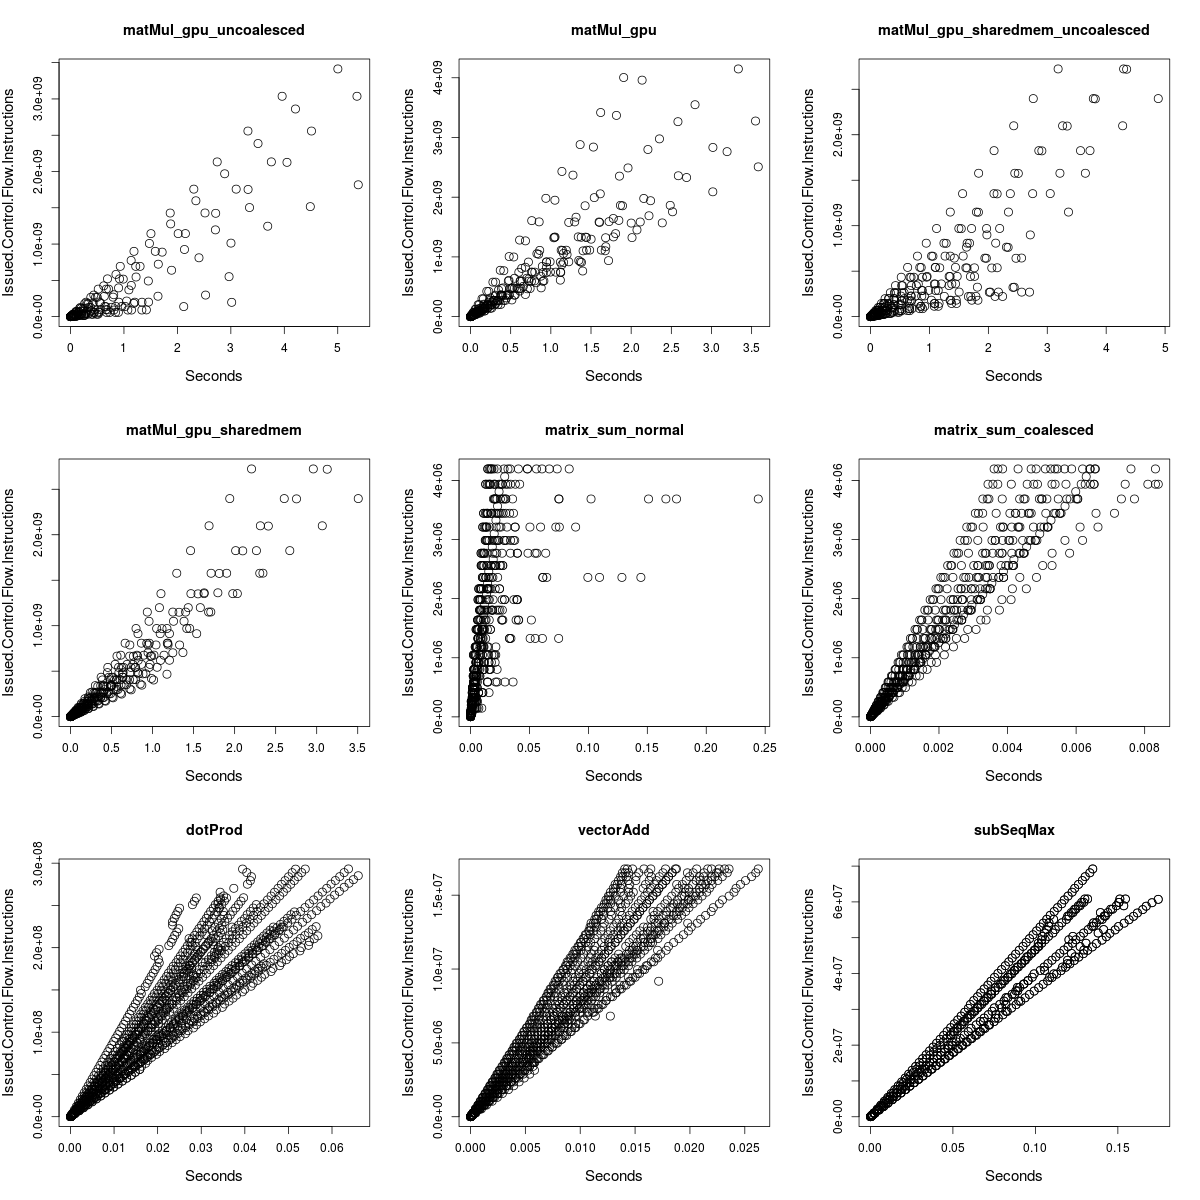 matMul_gpu_uncoalesced
Issued.Control.Flow.Instructions
0.0e+00 1.0e+09 2.0e+09 3.0e+09
0 1 2 3 4 5
Seconds
matMul_gpu
Issued.Control.Flow.Instructions
0e+00 1e+09 2e+09 3e+09 4e+09
0.0 0.5 1.0 1.5 2.0 2.5 3.0 3.5
Seconds
matMul_gpu_sharedmem_uncoalesced
Issued.Control.Flow.Instructions
0.0e+00 1.0e+09 2.0e+09
0 1 2 3 4 5
Seconds
matMul_gpu_sharedmem
Issued.Control.Flow.Instructions
0.0e+00 1.0e+09 2.0e+09
0.0 0.5 1.0 1.5 2.0 2.5 3.0 3.5
Seconds
matrix_sum_normal
Issued.Control.Flow.Instructions
0e+00 1e+06 2e+06 3e+06 4e+06
0.00 0.05 0.10 0.15 0.20 0.25
Seconds
matrix_sum_coalesced
Issued.Control.Flow.Instructions
0e+00 1e+06 2e+06 3e+06 4e+06
0.000 0.002 0.004 0.006 0.008
Seconds
dotProd
Issued.Control.Flow.Instructions
0.0e+00 1.0e+08 2.0e+08 3.0e+08
0.00 0.01 0.02 0.03 0.04 0.05 0.06
Seconds
vectorAdd
Issued.Control.Flow.Instructions
0.0e+00 5.0e+06 1.0e+07 1.5e+07
0.000 0.005 0.010 0.015 0.020 0.025
Seconds
subSeqMax
Issued.Control.Flow.Instructions
0e+00 2e+07 4e+07 6e+07
0.00 0.05 0.10 0.15
Seconds